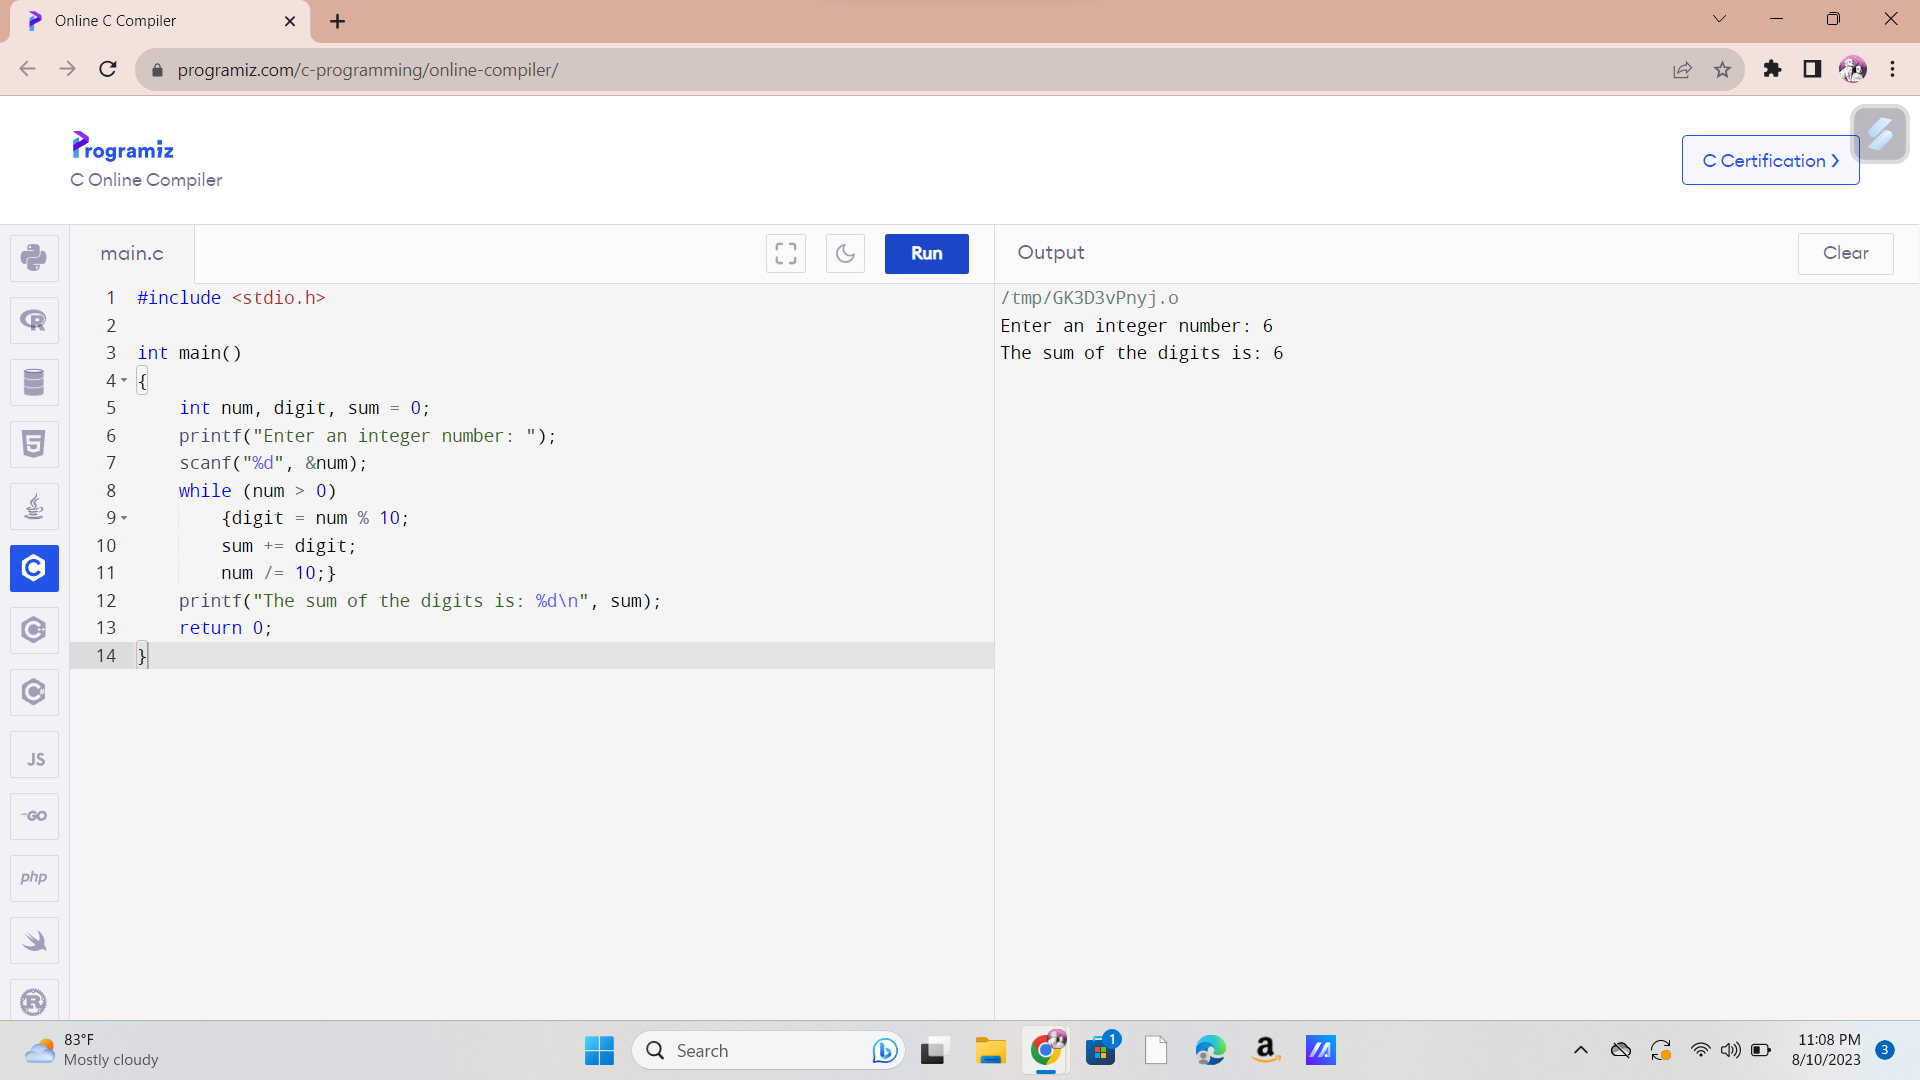 Online C Compiler
programiz.com/c-programming/online-compiler/
Programiz
C Online Compiler
C Certification >
main.c
Run
Output
Clear
1 #include <stdio.h>
2
3 int main()
4 {
5 int num, digit, sum = 0;
6 printf("Enter an integer number: ");
7 scanf("%d", &num);
8 while (num > 0)
9 {digit = num % 10;
10 sum += digit;
11 num /= 10;}
12 printf("The sum of the digits is: %d\n", sum);
13 return 0;
14 }
/tmp/GK3D3vPnyj.o
Enter an integer number: 6
The sum of the digits is: 6
R
5
C
C
C
JS
GO
php
R
83°F
Mostly cloudy
Search
b
1
a
11:08 PM
8/10/2023
3